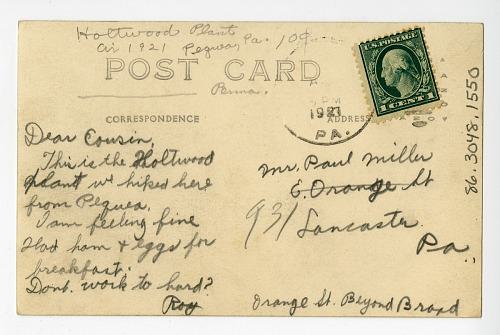 Holtwood Plant
Cir 1921 Pequea, Pa. 10¢
POST CARD
Penna.
CORRESPONDENCE
ADDRESS
U.S. POSTAGE
1 CENT 1
PM
1921
PA.
Dear Cousin,
This is the Holtwood
plant we hiked here
from Pequea.
I am feeling fine
Had ham & eggs for
breakfast.
Dont. work to hard?
Roy
Mr. Paul Miller
E. Orange St
931 Lancaster.
Pa
Orange St. Beyond Broad
86.3048.1550